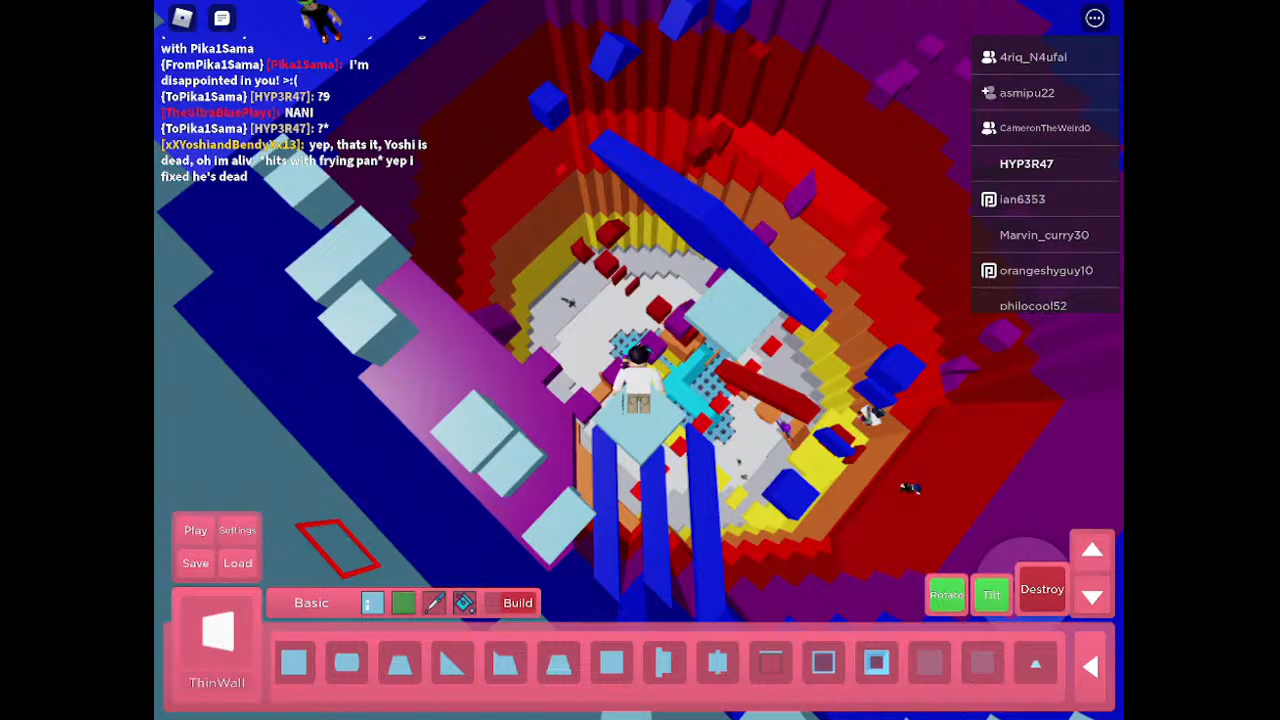 with Pika1Sama
{FromPika1Sama} [Pika1Sama]: I'm
disappointed in you! >:(
{ToPika1Sama} [HYP3R47]: ?9
[TheUltraBluePlays]: NANI
{ToPika1Sama} [HYP3R47]: ?*
[xXYoshiandBendyXx13]: yep, thats it, Yoshi is
dead, oh im aliv *hits with frying pan* yep i
fixed he's dead
4riq_N4ufal
asmipu22
CameronTheWeird0
HYP3R47
ian6353
Marvin_curry30
orangeshyguy10
philocool52
Play
Settings
Save
Load
Basic
Build
Rotate
Tilt
Destroy
ThinWall